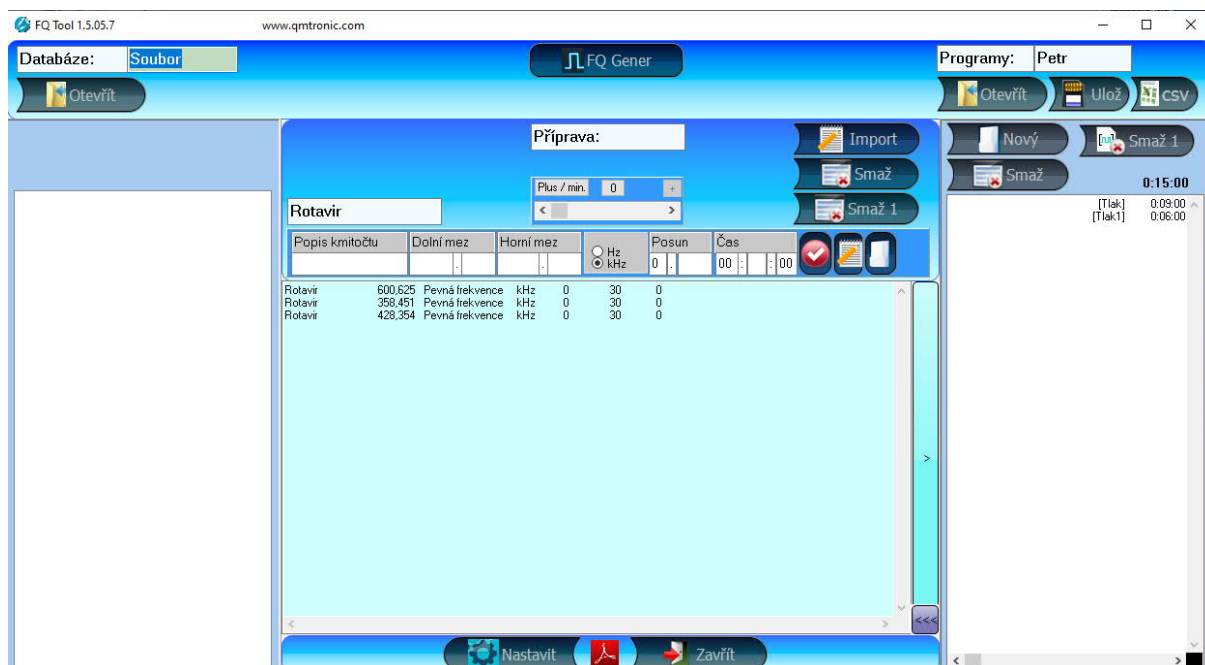 FQ Tool 1.5.05.7 www.qmtronic.com
Databáze: Soubor
FQ Gener
Programy: Petr
Otevřít
Otevřít Ulož CSV
Příprava:
Import
Smaž
Smaž 1
Nový Smaž 1
Smaž
0:15:00
Plus / min. 0 +
Rotavir
Popis kmitočtu Dolní mez Horní mez Hz kHz Posun Čas
. . 0 . 00 : : 00
Rotavir 600,625 Pevná frekvence kHz 0 30 0
Rotavir 358,451 Pevná frekvence kHz 0 30 0
Rotavir 428,354 Pevná frekvence kHz 0 30 0
>
<<<
[Tlak] 0:09:00
[Tlak1] 0:06:00
Nastavit Zavřít